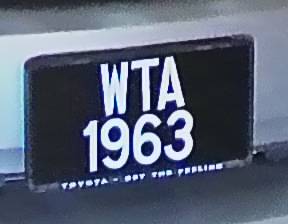 WTA
1963
TOYOTA - GET THE FEELING